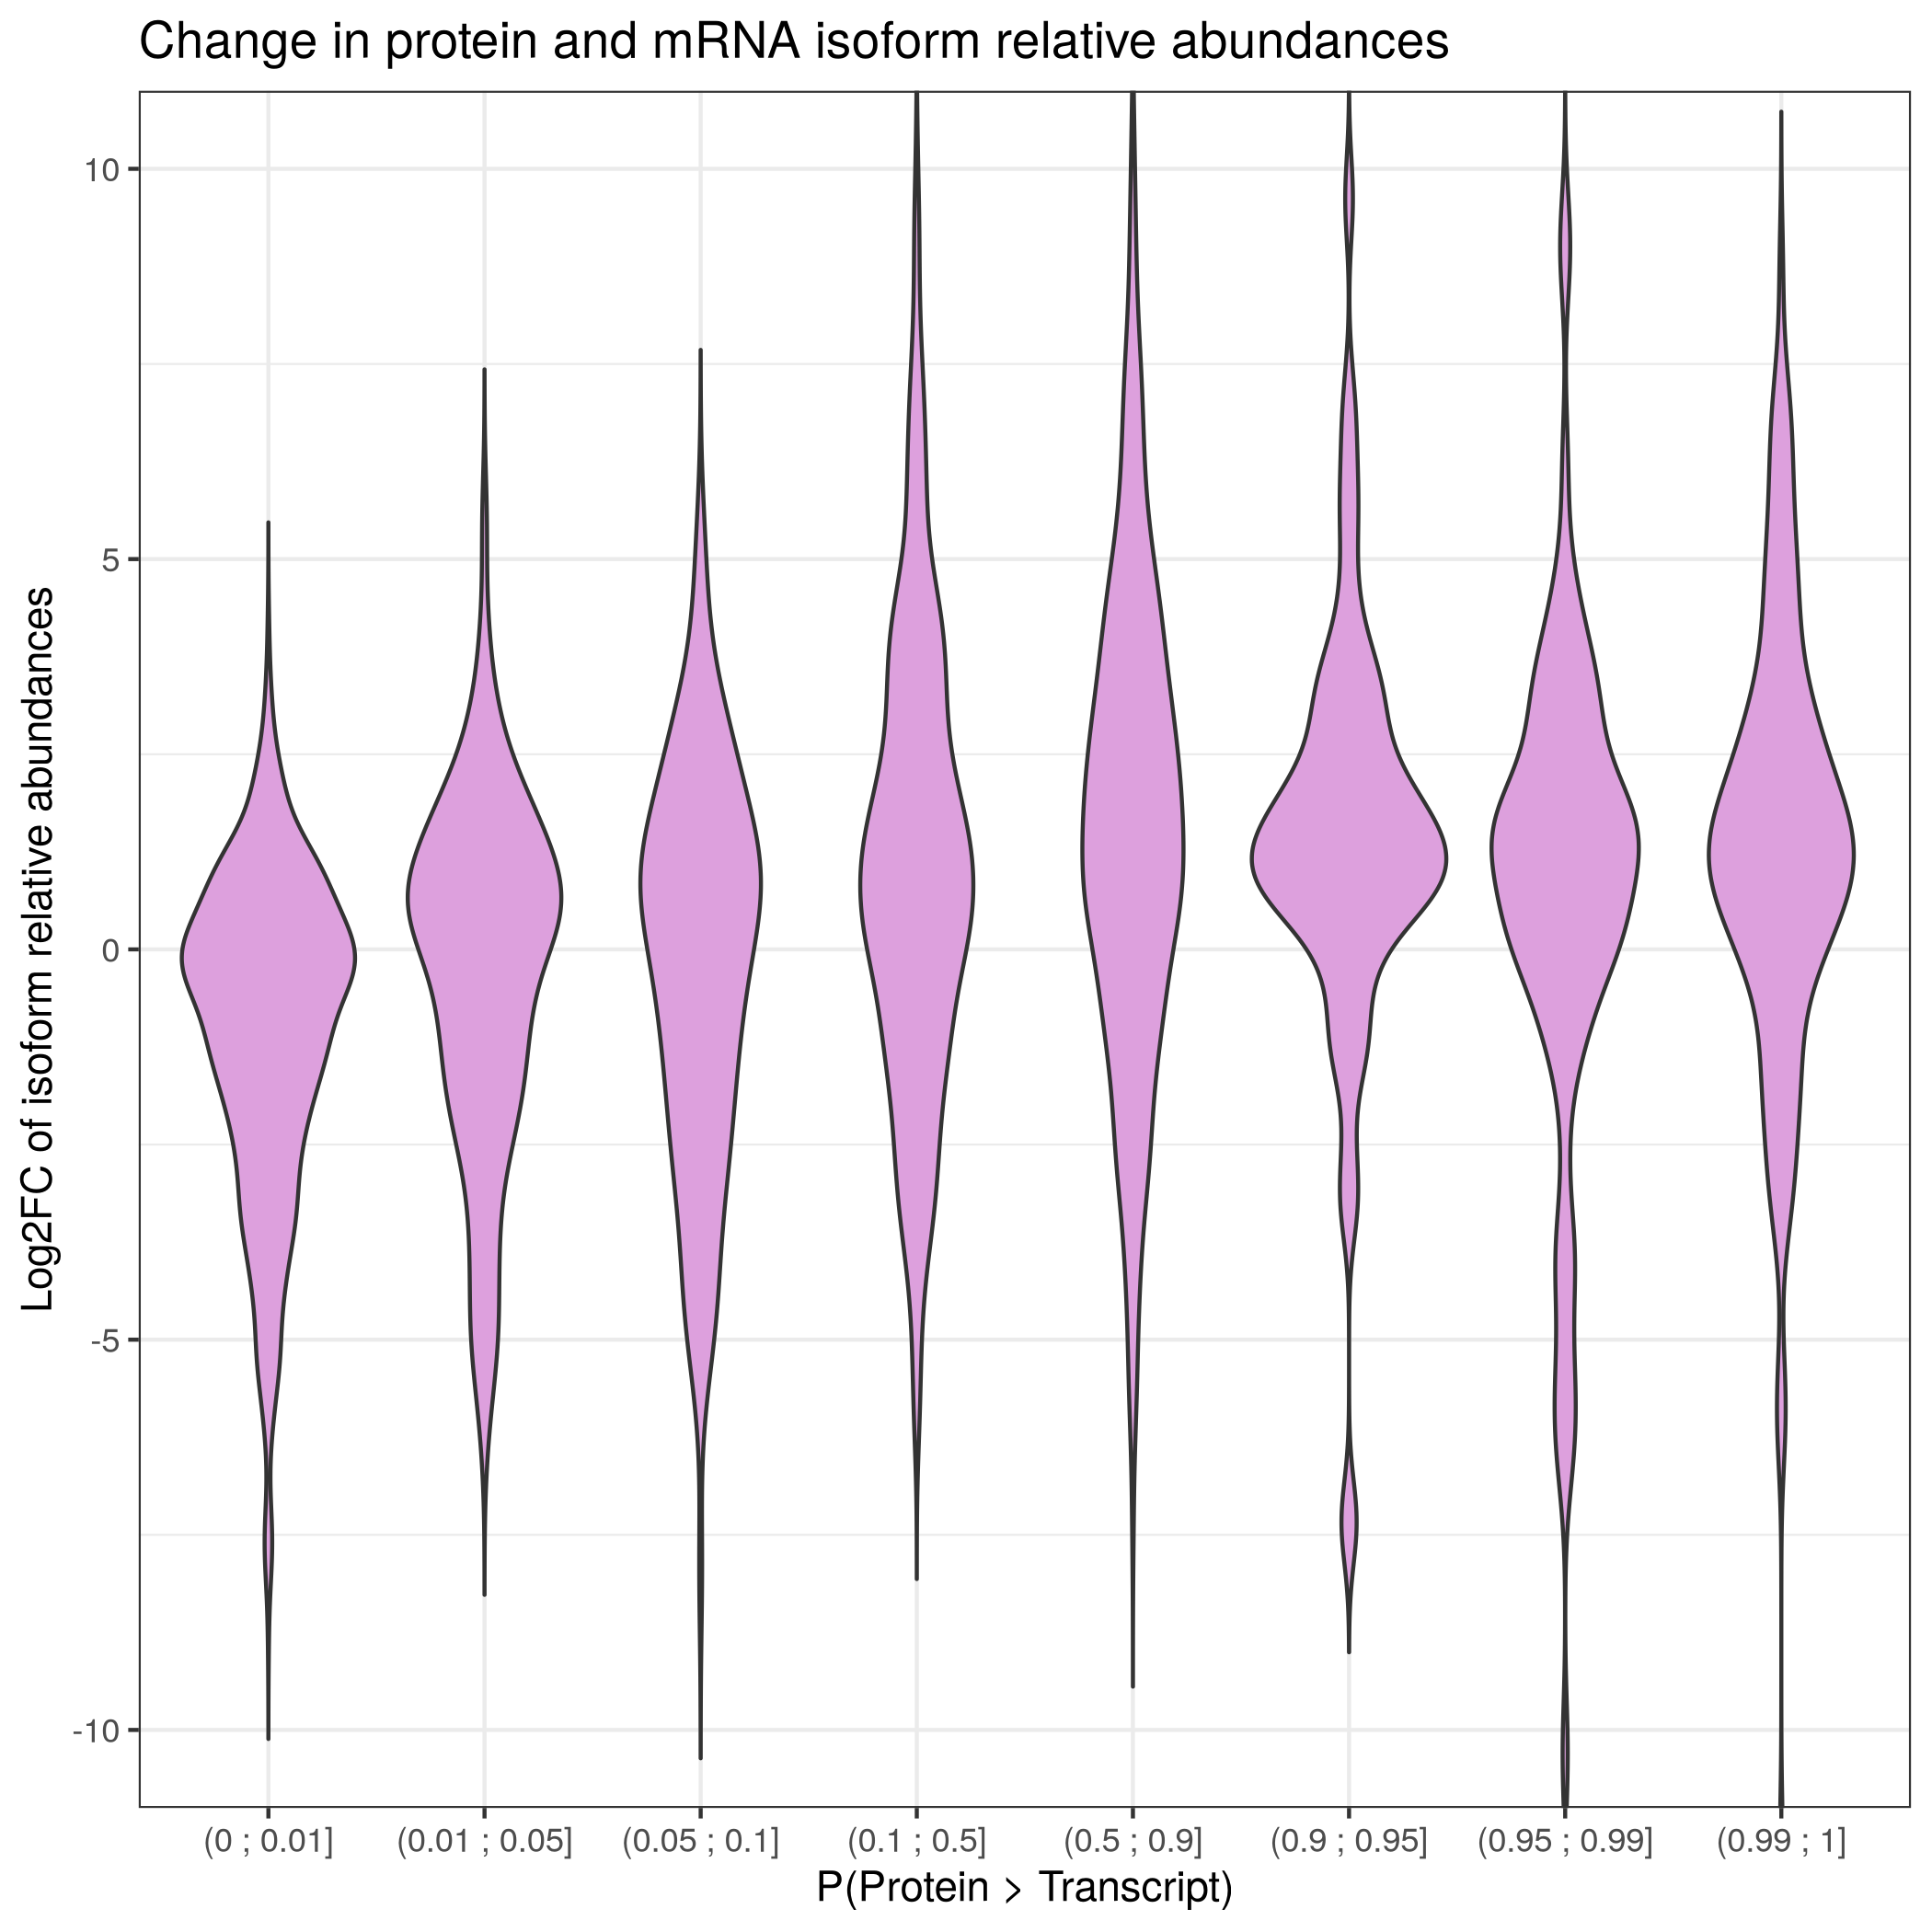 Change in protein and mRNA isoform relative abundances
Log2FC of isoform relative abundances
10
5
0
-5
-10
(0 ; 0.01]
(0.01 ; 0.05]
(0.05 ; 0.1]
(0.1 ; 0.5]
(0.5 ; 0.9]
(0.9 ; 0.95]
(0.95 ; 0.99]
(0.99 ; 1]
P(Protein > Transcript)